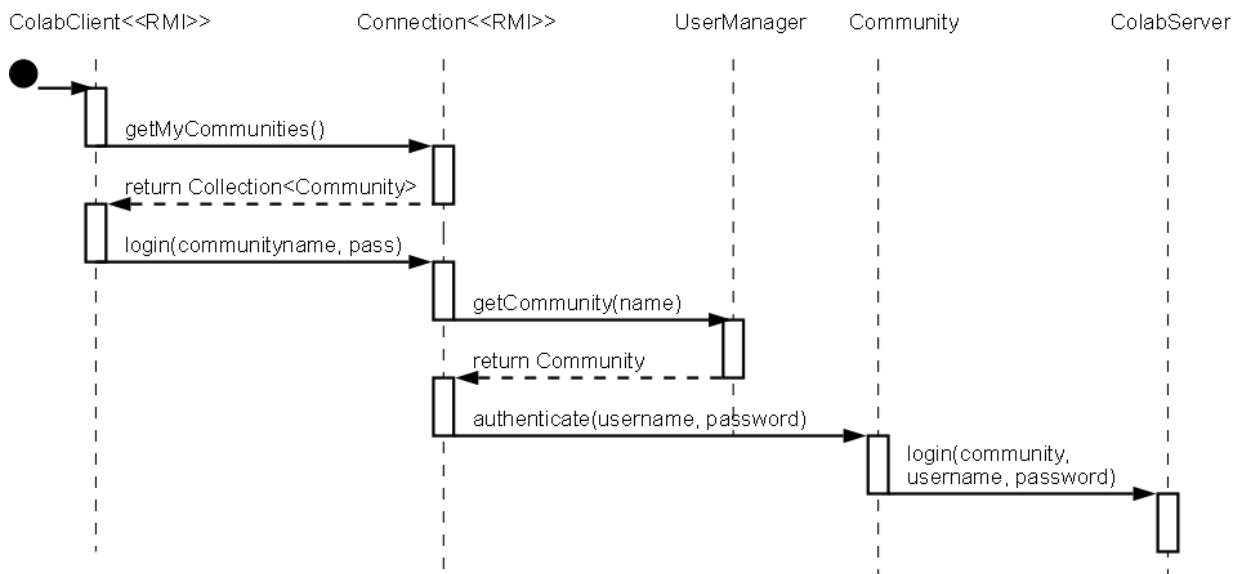 ColabClient<<RMI>>
Connection<<RMI>>
UserManager
Community
ColabServer
getMyCommunities()
return Collection<Community>
login(communityname, pass)
getCommunity(name)
return Community
authenticate(username, password)
login(community,
username, password)